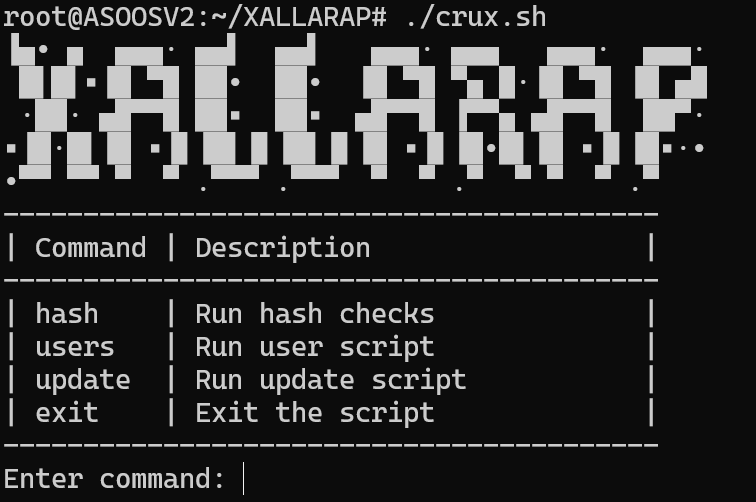 root@ASOOSV2:~/XALLARAP# ./crux.sh
XALLARAP
| Command | Description |
| hash | Run hash checks |
| users | Run user script |
| update | Run update script |
| exit | Exit the script |
Enter command: